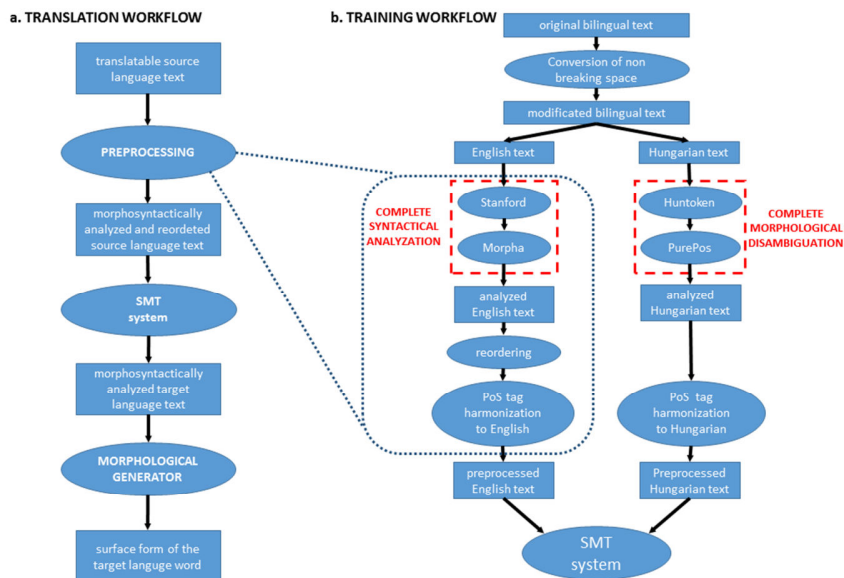 a. TRANSLATION WORKFLOW
translatable source
language text
PREPROCESSING
morphosyntactically
analyzed and reordeted
source language text
SMT
system
morphosyntactically
analyzed target
language text
MORPHOLOGICAL
GENERATOR
surface form of the
target languge word
b. TRAINING WORKFLOW
original bilingual text
Conversion of non
breaking space
modificated bilingual text
English text
Hungarian text
COMPLETE
SYNTACTICAL
ANALYZATION
Stanford
Morpha
Huntoken
PurePos
COMPLETE
MORPHOLOGICAL
DISAMBIGUATION
analyzed
English text
analyzed
Hungarian text
reordering
PoS tag
harmonization
to English
PoS tag
harmonization
to Hungarian
preprocessed
English text
Preprocessed
Hungarian text
SMT
system